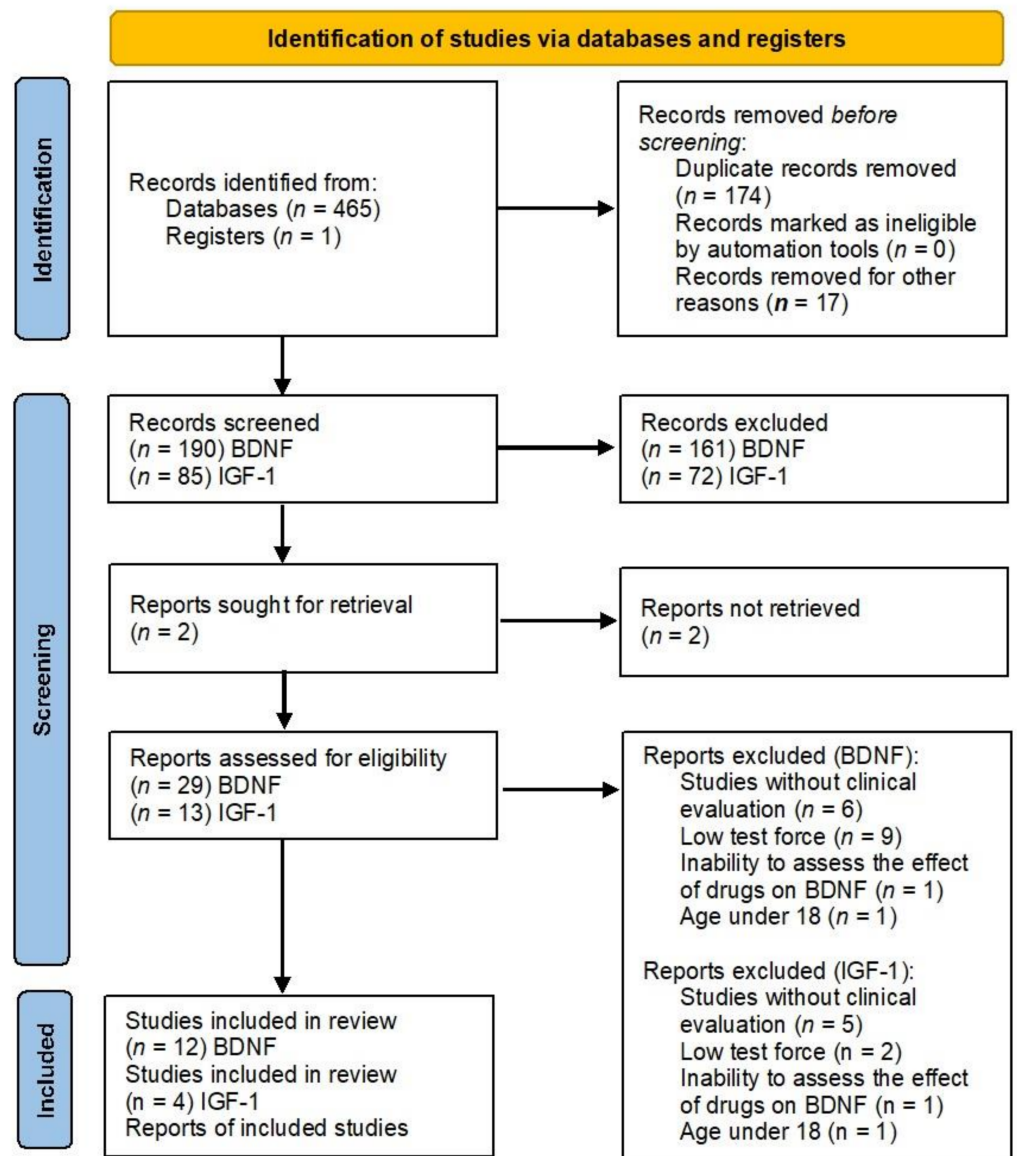 Identification of studies via databases and registers
Identification
Records identified from:
Databases (n = 465)
Registers (n = 1)
Records removed before
screening:
Duplicate records removed
(n = 174)
Records marked as ineligible
by automation tools (n = 0)
Records removed for other
reasons (n = 17)
Screening
Records screened
(n = 190) BDNF
(n = 85) IGF-1
Records excluded
(n = 161) BDNF
(n = 72) IGF-1
Reports sought for retrieval
(n = 2)
Reports not retrieved
(n = 2)
Reports assessed for eligibility
(n = 29) BDNF
(n = 13) IGF-1
Reports excluded (BDNF):
Studies without clinical
evaluation (n = 6)
Low test force (n = 9)
Inability to assess the effect
of drugs on BDNF (n = 1)
Age under 18 (n = 1)
Reports excluded (IGF-1):
Studies without clinical
evaluation (n = 5)
Low test force (n = 2)
Inability to assess the effect
of drugs on BDNF (n = 1)
Age under 18 (n = 1)
Included
Studies included in review
(n = 12) BDNF
Studies included in review
(n = 4) IGF-1
Reports of included studies